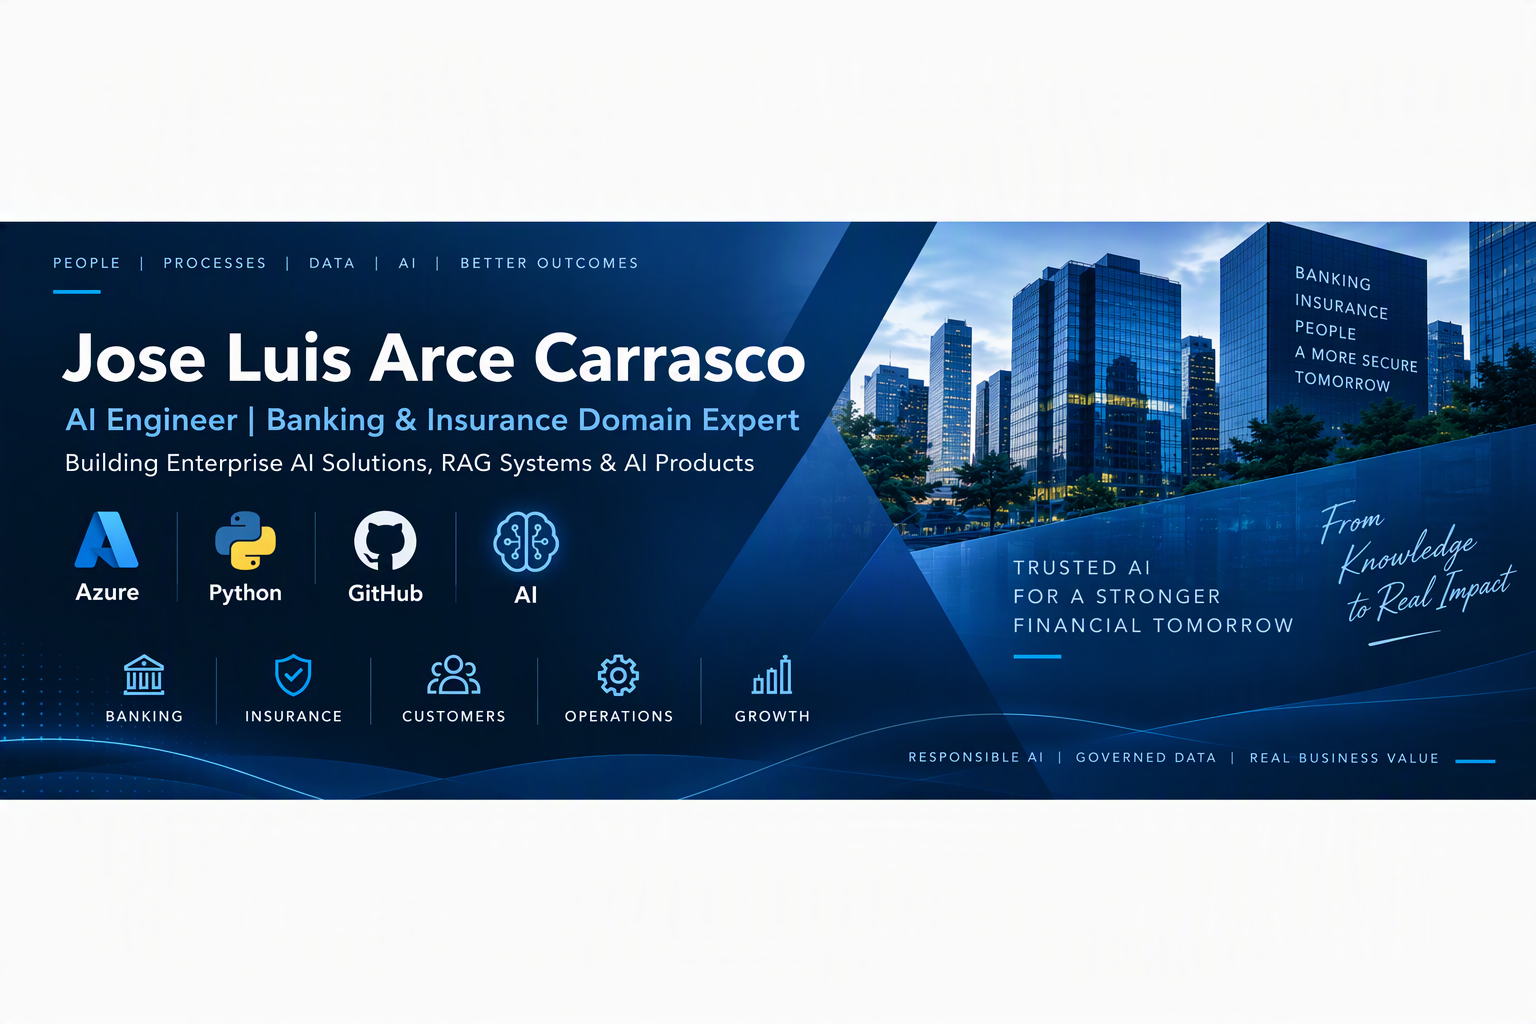 PEOPLE | PROCESSES | DATA | AI | BETTER OUTCOMES
Jose Luis Arce Carrasco
AI Engineer | Banking & Insurance Domain Expert
Building Enterprise AI Solutions, RAG Systems & AI Products
Azure
Python
GitHub
AI
BANKING
INSURANCE
CUSTOMERS
OPERATIONS
GROWTH
BANKING
INSURANCE
PEOPLE
A MORE SECURE
TOMORROW
TRUSTED AI
FOR A STRONGER
FINANCIAL TOMORROW
From
Knowledge
to Real Impact
RESPONSIBLE AI | GOVERNED DATA | REAL BUSINESS VALUE